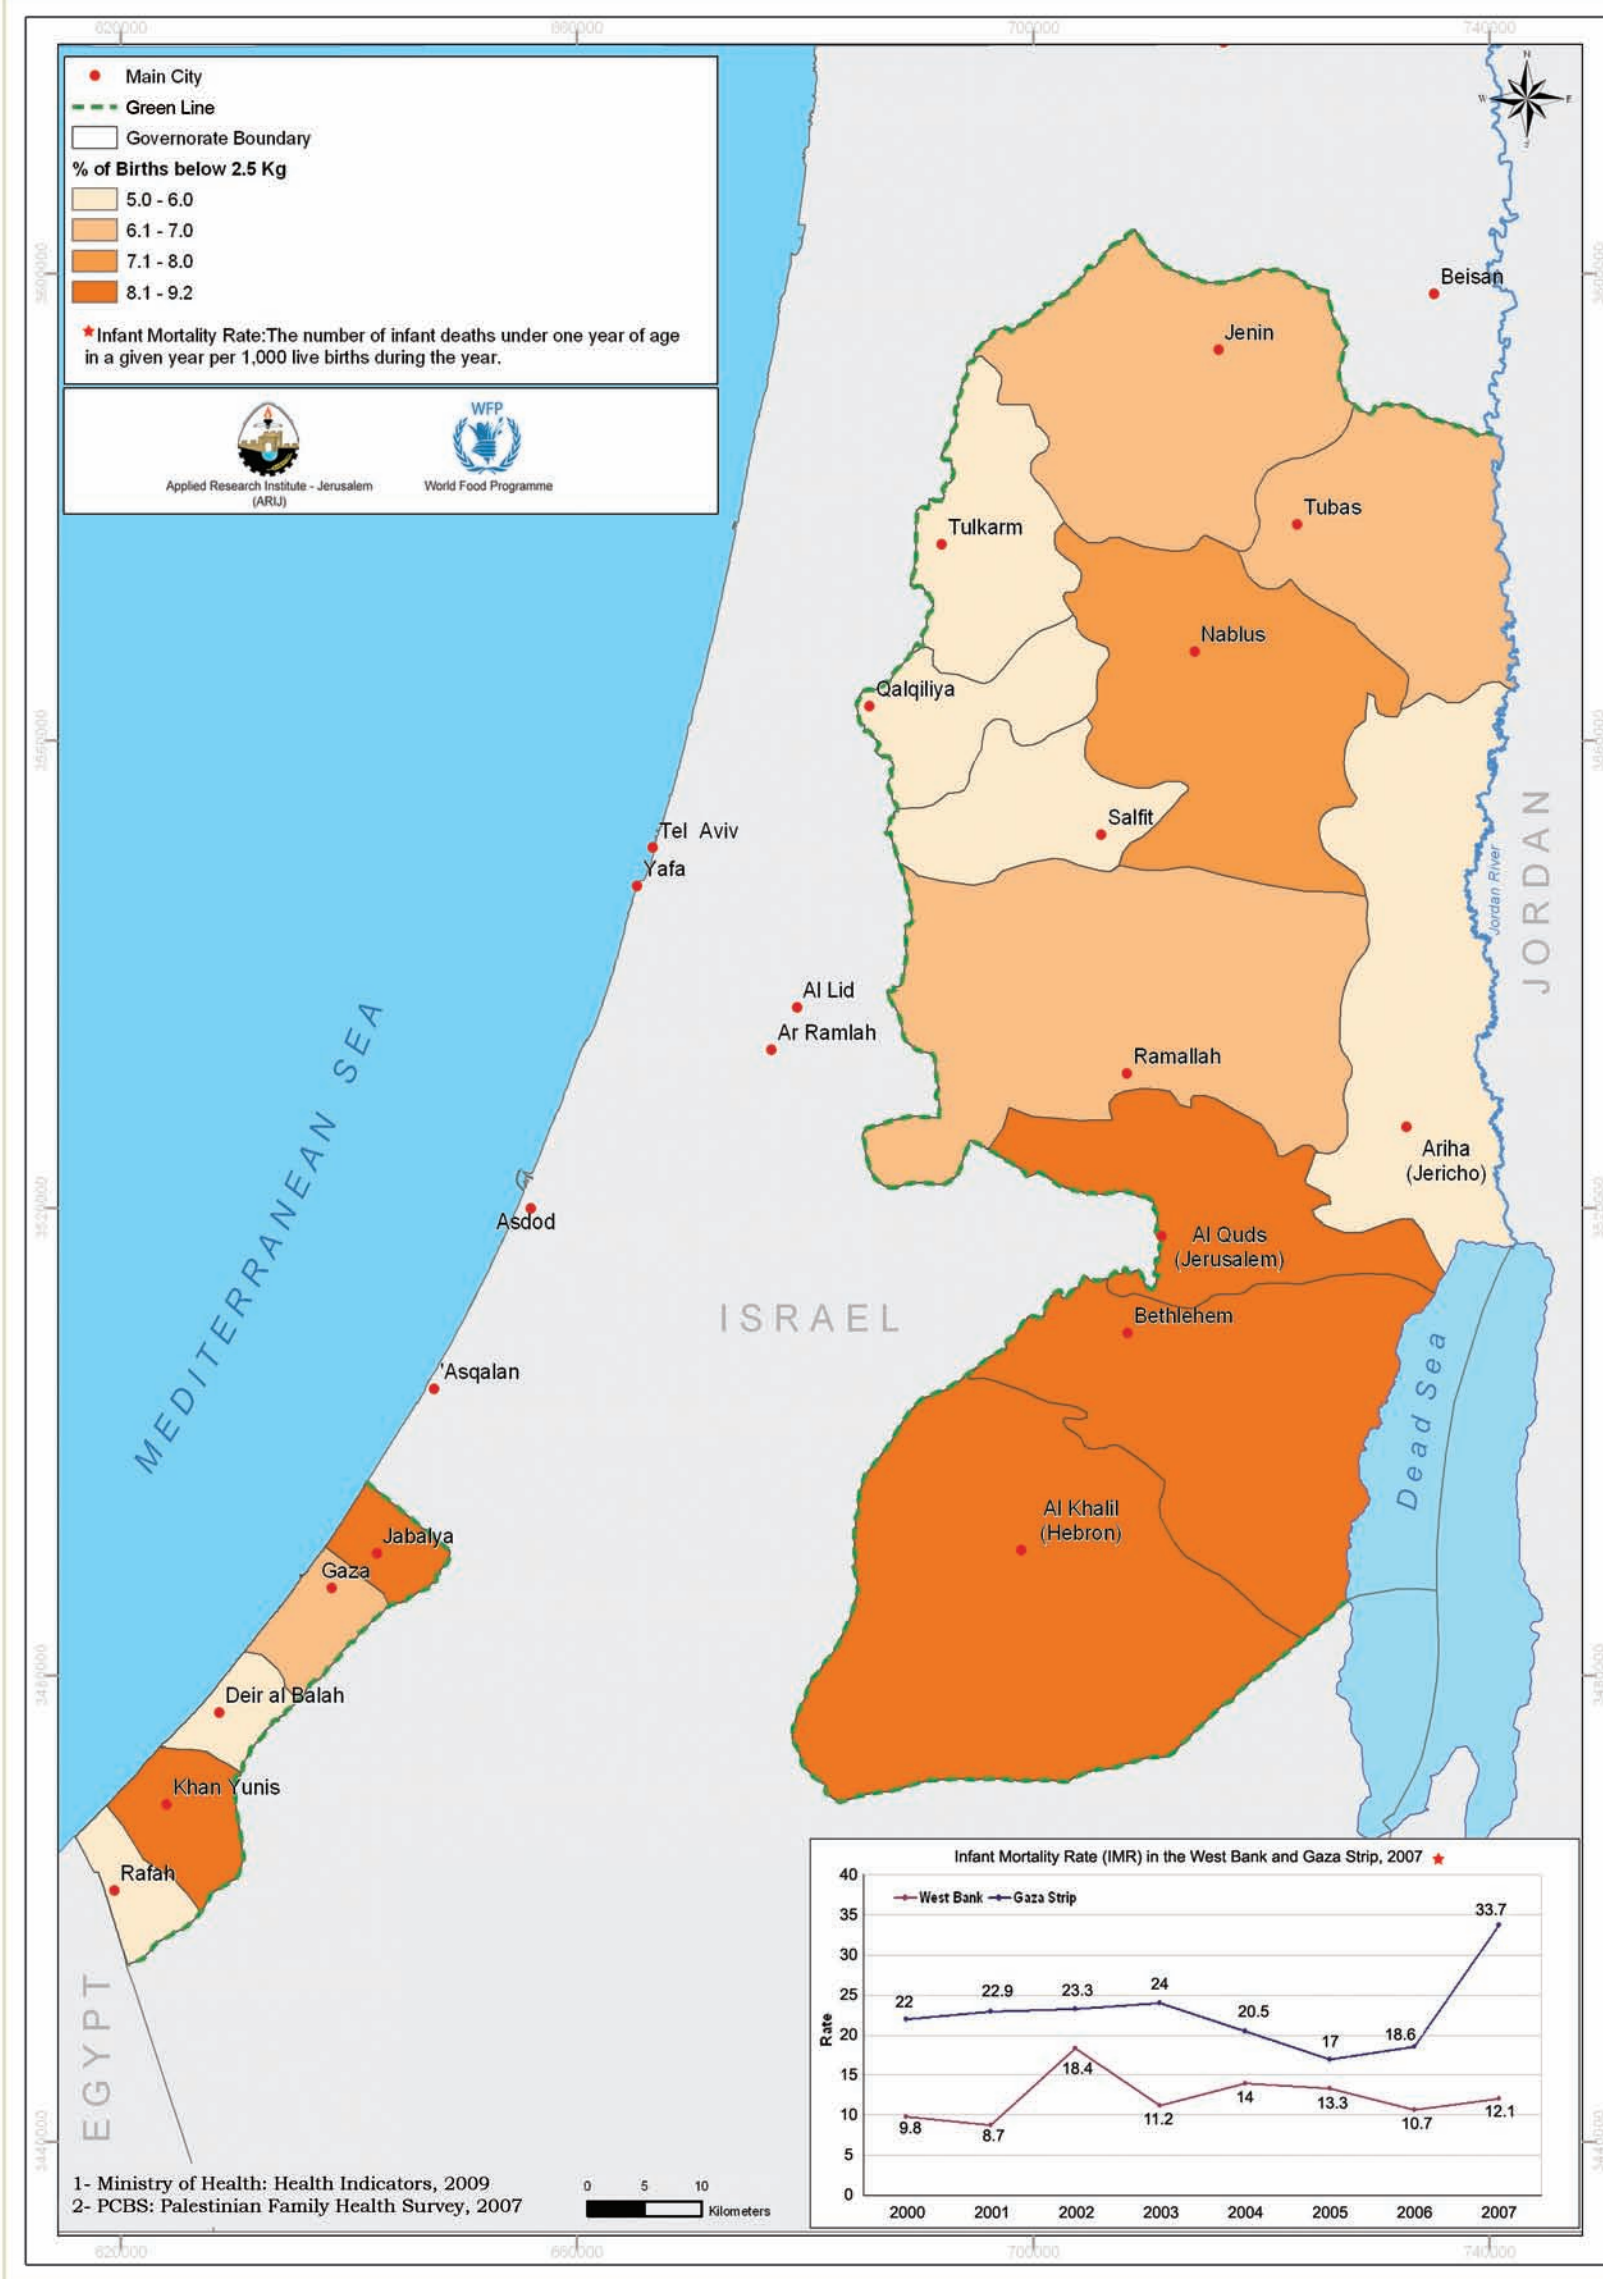 620000
660000
700000
740000
Main City
Green Line
Governorate Boundary
% of Births below 2.5 Kg
5.0 - 6.0
6.1 - 7.0
7.1 - 8.0
8.1 - 9.2
Infant Mortality Rate:The number of infant deaths under one year of age
in a given year per 1,000 live births during the year.
WFP
Applied Research Institute - Jerusalem
(ARIJ)
World Food Programme
N
W
E
3600000
Beisan
Jenin
Tubas
Tulkarm
Nablus
Qalqiliya
3560000
Salfit
Tel Aviv
Yafa
Jordan River
JORDAN
Al Lid
Ar Ramlah
Ramallah
MEDITERRANEAN SEA
Ariha
(Jericho)
3520000
Asdod
Al Quds
(Jerusalem)
ISRAEL
Bethlehem
'Asqalan
Dead Sea
Al Khalil
(Hebron)
Jabalya
Gaza
3480000
Deir al Balah
Khan Yunis
Rafah
EGYPT
3440000
Infant Mortality Rate (IMR) in the West Bank and Gaza Strip, 2007
West Bank
Gaza Strip
Rate
40
35
30
25
20
15
10
5
0
22
22.9
23.3
24
20.5
17
18.6
33.7
9.8
8.7
18.4
11.2
14
13.3
10.7
12.1
2000
2001
2002
2003
2004
2005
2006
2007
1- Ministry of Health: Health Indicators, 2009
2- PCBS: Palestinian Family Health Survey, 2007
0
5
10
Kilometers
620000
660000
700000
740000